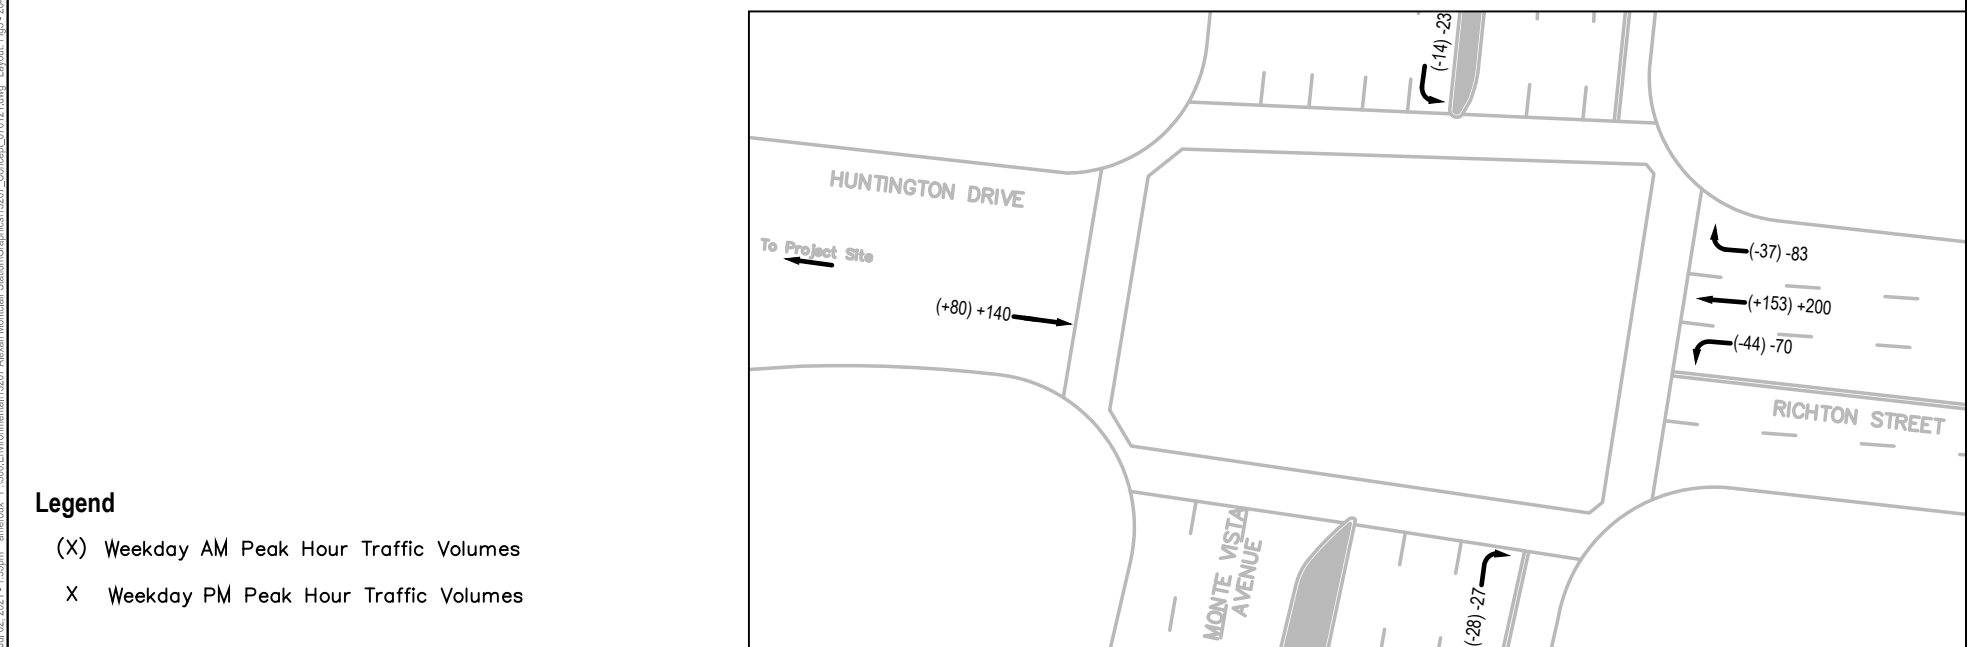 (-14) -23
HUNTINGTON DRIVE
To Project Site
(-37) -83
(+80) +140
(+153) +200
(-44) -70
RICHTON STREET
Legend
(X) Weekday AM Peak Hour Traffic Volumes
X Weekday PM Peak Hour Traffic Volumes
MONTE VISTA
AVENUE
(-28) -27